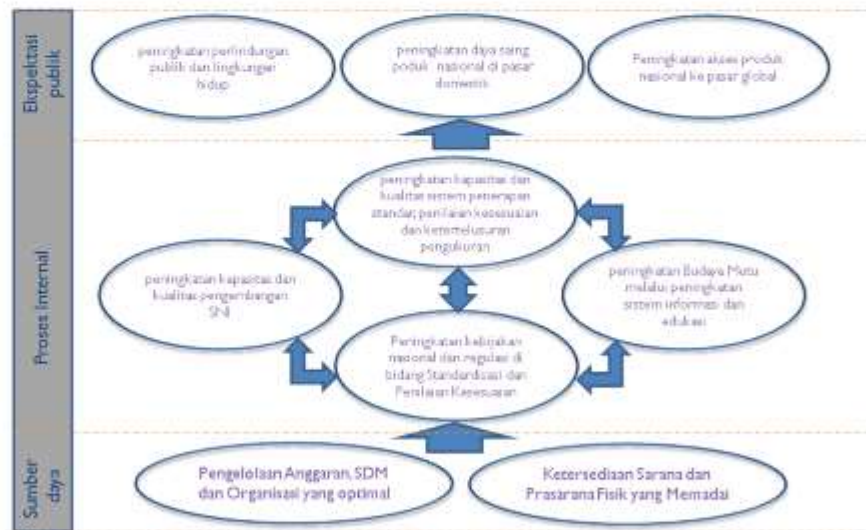 Ekspektasi
publik
peningkatan perlindungan
publik dan lingkungan
hidup
peningkatan daya saing
poduk nasional di pasar
domestik
Peningkatan akses produk
nasional ke pasar global
Proses Internal
peningkatan kapasitas dan
kualitas sistem penerapan
standar, penilaian kesesuaian
dan ketertelusuran
pengukuran
peningkatan kapasitas dan
kualitas pengembangan
SNI
peningkatan Budaya Mutu
melalui peningkatan
sistem informasi dan
edukasi
Peningkatan kebijakan
nasional dan regulasi di
bidang Standardisasi dan
Penilaian Kesesuaian
Sumber
daya
Pengelolaan Anggaran, SDM
dan Organisasi yang optimal
Ketersediaan Sarana dan
Prasarana Fisik yang Memadai